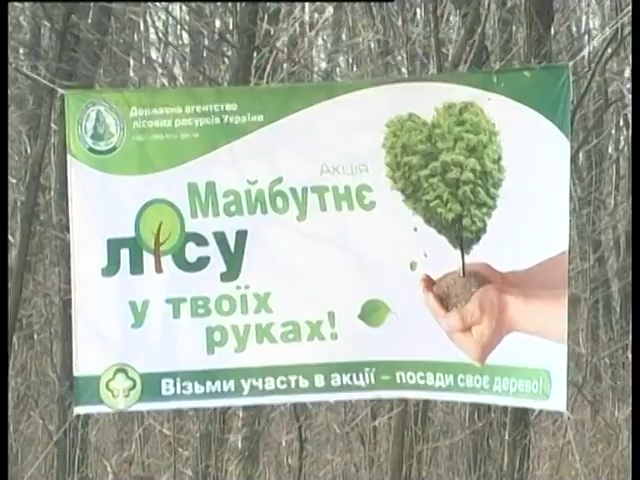 Державне агентство
лісових ресурсів України
Акція
Майбутнє
лісу
у твоїх
руках!
Візьми участь в акції – посади своє дерево!